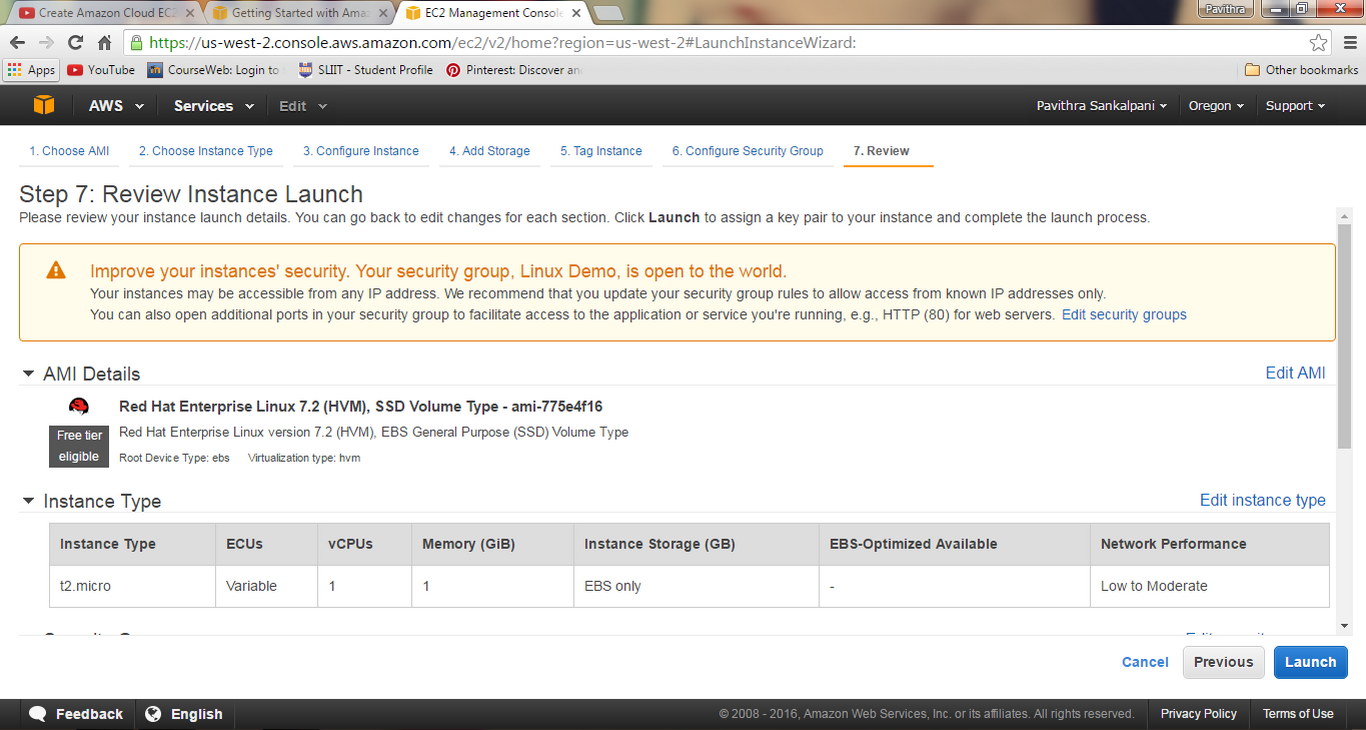 Create Amazon Cloud EC2
Getting Started with Amaz
EC2 Management Console
Pavithra
https://us-west-2.console.aws.amazon.com/ec2/v2/home?region=us-west-2#LaunchInstanceWizard:
Apps YouTube CourseWeb: Login to SLIIT - Student Profile Pinterest: Discover an Other bookmarks
AWS Services Edit Pavithra Sankalpani Oregon Support
1. Choose AMI 2. Choose Instance Type 3. Configure Instance 4. Add Storage 5. Tag Instance 6. Configure Security Group 7. Review
Step 7: Review Instance Launch
Please review your instance launch details. You can go back to edit changes for each section. Click Launch to assign a key pair to your instance and complete the launch process.
Improve your instances' security. Your security group, Linux Demo, is open to the world.
Your instances may be accessible from any IP address. We recommend that you update your security group rules to allow access from known IP addresses only.
You can also open additional ports in your security group to facilitate access to the application or service you're running, e.g., HTTP (80) for web servers. Edit security groups
AMI Details Edit AMI
Red Hat Enterprise Linux 7.2 (HVM), SSD Volume Type - ami-775e4f16
Free tier eligible
Red Hat Enterprise Linux version 7.2 (HVM), EBS General Purpose (SSD) Volume Type
Root Device Type: ebs Virtualization type: hvm
Instance Type Edit instance type
Instance Type ECUs vCPUs Memory (GiB) Instance Storage (GB) EBS-Optimized Available Network Performance
t2.micro Variable 1 1 EBS only - Low to Moderate
Cancel Previous Launch
Feedback English © 2008 - 2016, Amazon Web Services, Inc. or its affiliates. All rights reserved. Privacy Policy Terms of Use